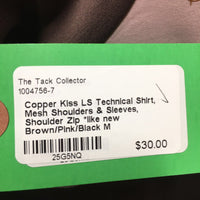 The Tack Collector
1004756-7
Copper Kiss LS Technical Shirt,
Mesh Shoulders & Sleeves,
Shoulder Zip *like new
Brown/Pink/Black M
$30.00
25G5NQ